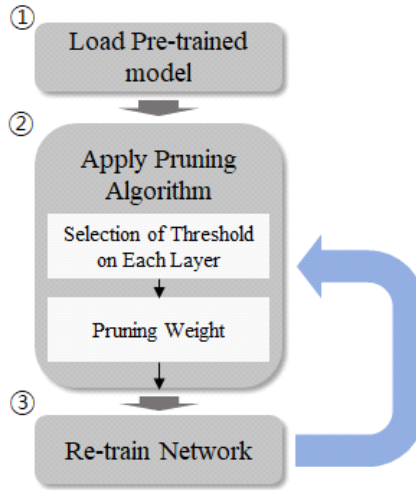 ①
Load Pre-trained
model
②
Apply Pruning
Algorithm
Selection of Threshold
on Each Layer
Pruning Weight
③
Re-train Network